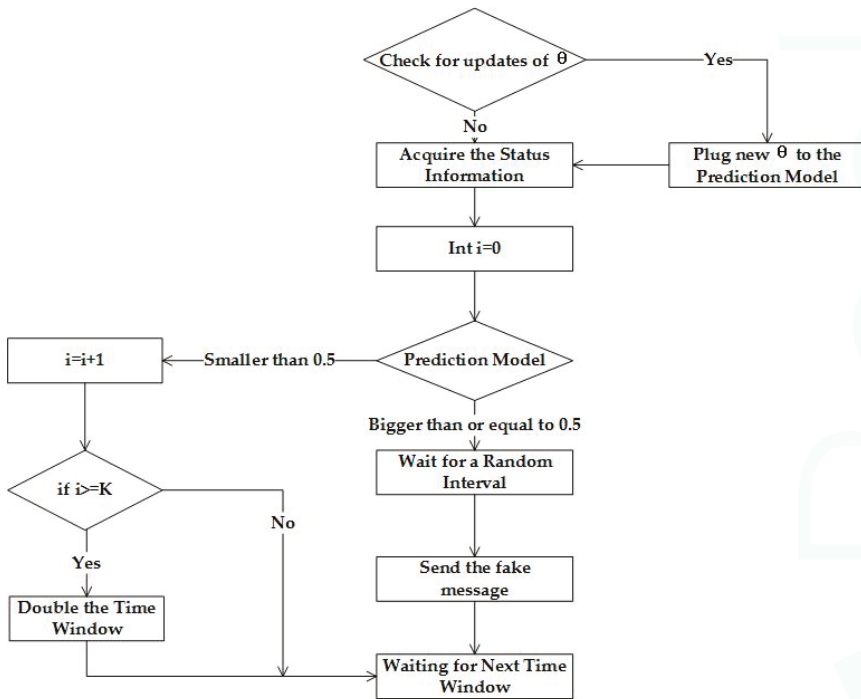 Check for updates of θ
Yes
No
Acquire the Status
Information
Plug new θ to the
Prediction Model
Int i=0
i=i+1
Smaller than 0.5
Prediction Model
Bigger than or equal to 0.5
Wait for a Random
Interval
if i>=K
No
Yes
Send the fake
message
Double the Time
Window
Waiting for Next Time
Window